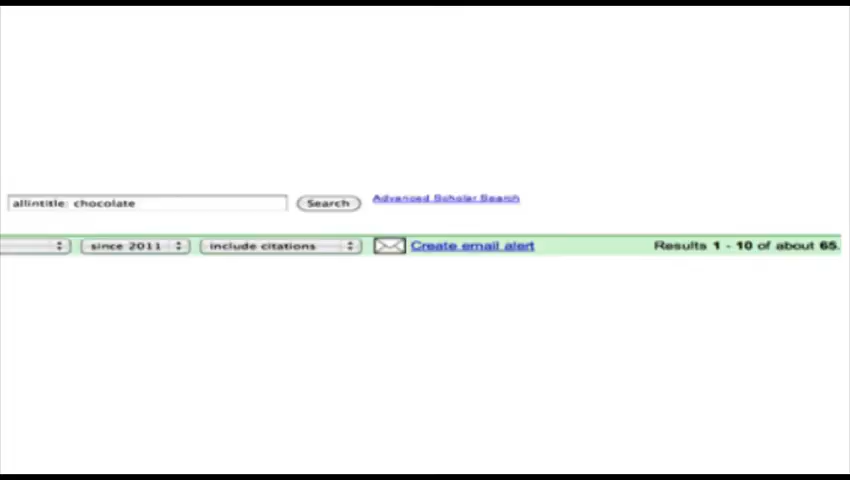 allintitle: chocolate Search Advanced Scholar Search
since 2011 include citations Create email alert Results 1 - 10 of about 65.